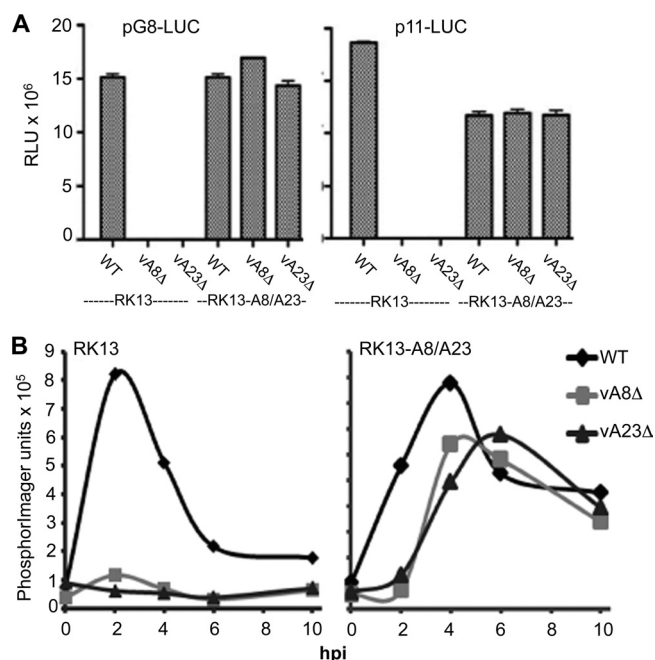 A
pG8-LUC
p11-LUC
RLU x 10⁶
20
15
10
5
0
WT
vA8Δ
vA23Δ
WT
vA8Δ
vA23Δ
WT
vA8Δ
vA23Δ
WT
vA8Δ
vA23Δ
------RK13-------
--RK13-A8/A23-
-------RK13--------
--RK13-A8/A23--
B
RK13
RK13-A8/A23
PhosphorImager units x 10⁵
9
8
7
6
5
4
3
2
1
0
WT
vA8Δ
vA23Δ
0
2
4
6
8
10
0
2
4
6
8
10
hpi